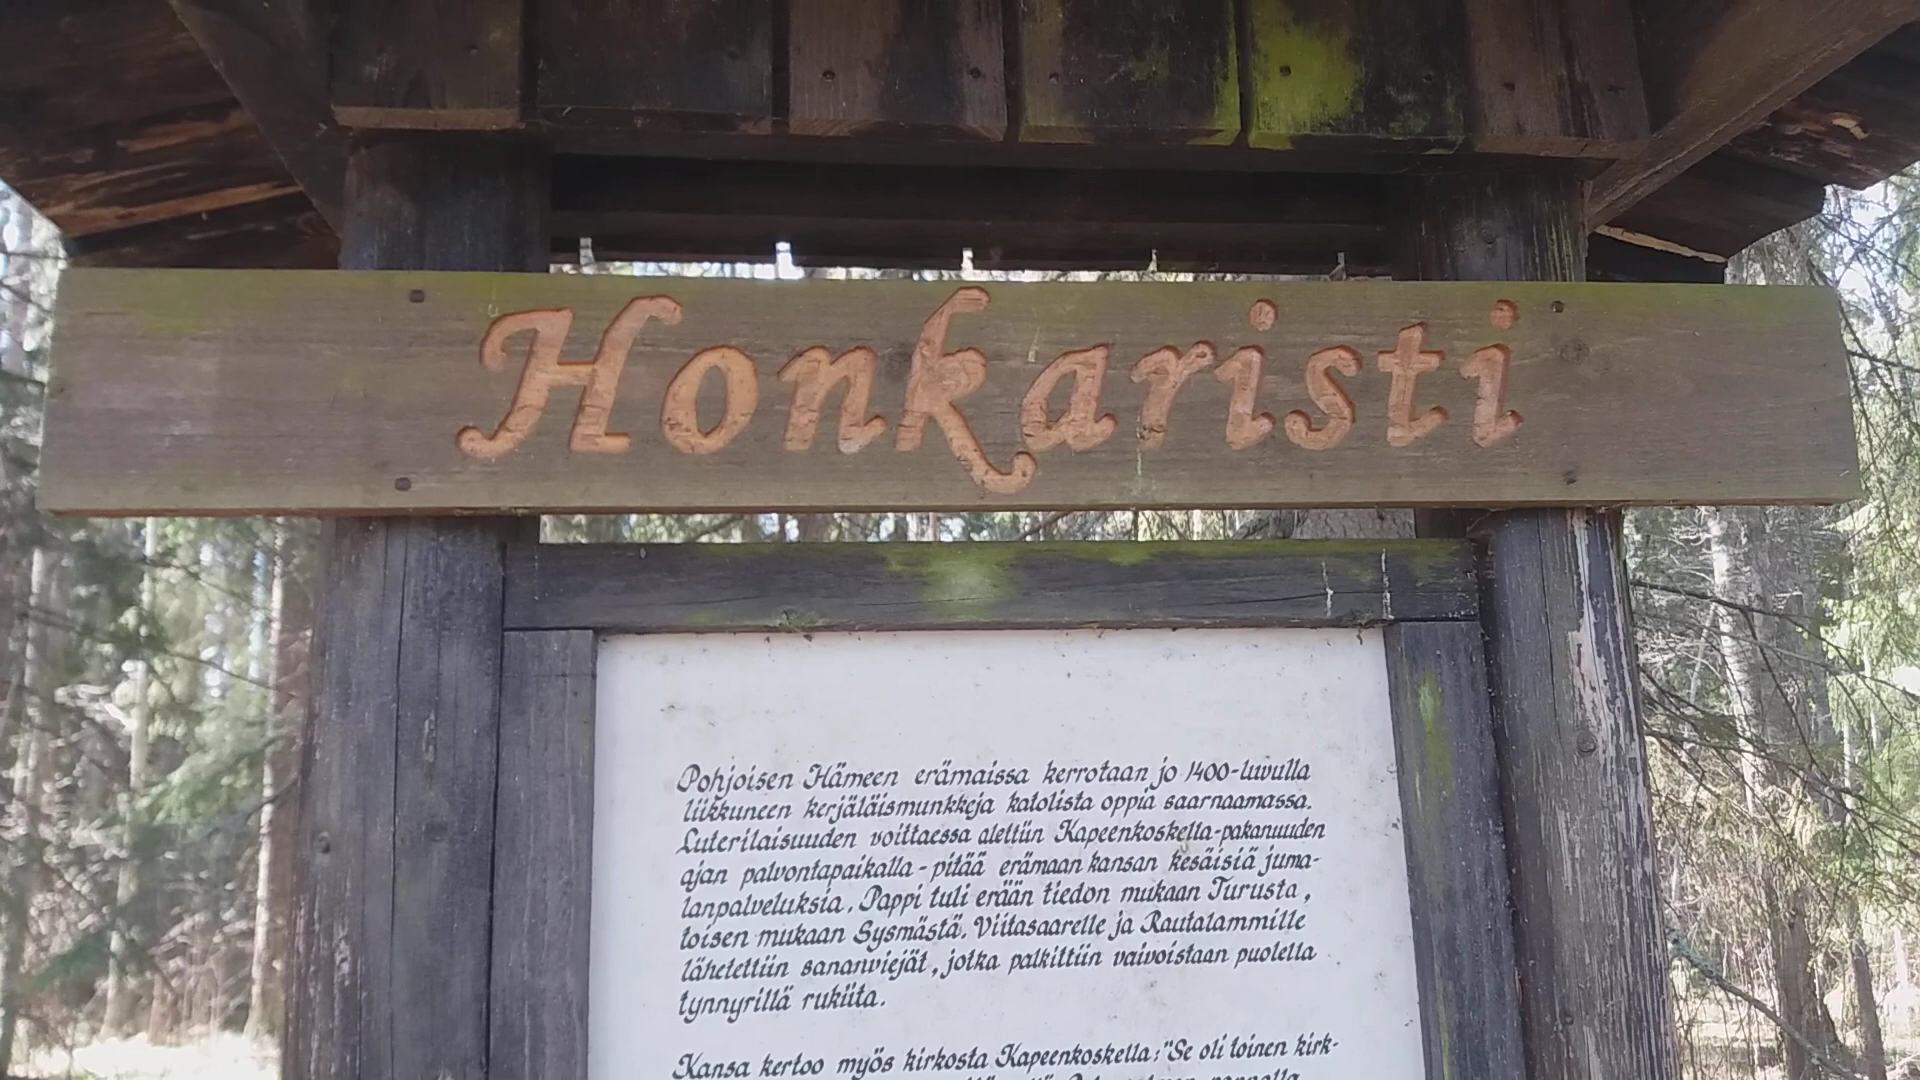 Honkaristi
Pohjoisen Hämeen erämaissa kerrotaan jo 1400-luvulla
liikkuneen kerjäläismunkkeja katolista oppia saarnaamassa.
Luterilaisuuden voittaessa alettiin Kapeenkoskella-pakanuuden
ajan palvontapaikalla - pitää erämaan kansan kesäisiä juma-
lanpalveluksia. Pappi tuli erään tiedon mukaan Turusta,
toisen mukaan Sysmästä. Viitasaarelle ja Rautalammille
lähetettiin sananviejät, jotka palkittiin vaivoistaan puolella
tynnyrillä rukiita.
Kansa kertoo myös kirkosta Kapeenkoskella: "Se oli toinen kirk-